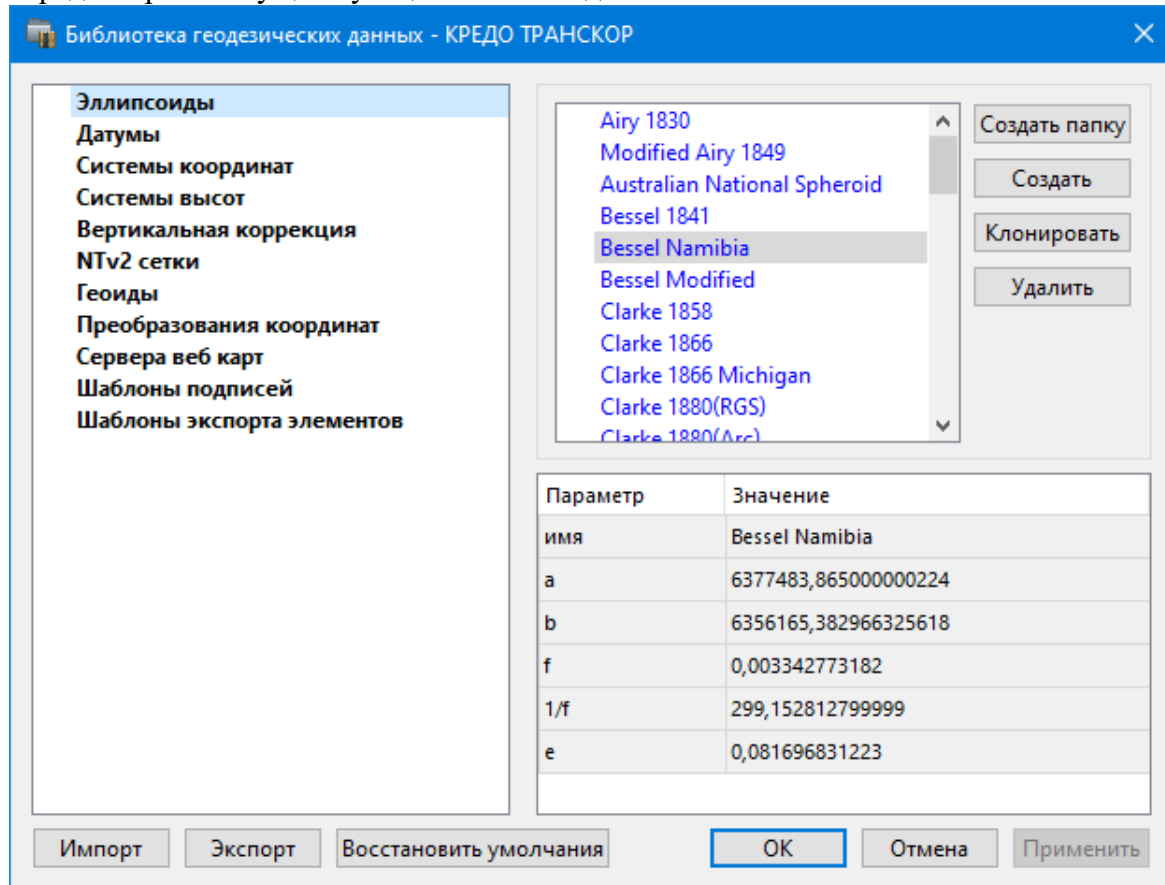 Библиотека геодезических данных - КРЕДО ТРАНСКОР
Эллипсоиды
Датумы
Системы координат
Системы высот
Вертикальная коррекция
NTv2 сетки
Геоиды
Преобразования координат
Сервера веб карт
Шаблоны подписей
Шаблоны экспорта элементов
Airy 1830
Modified Airy 1849
Australian National Spheroid
Bessel 1841
Bessel Namibia
Bessel Modified
Clarke 1858
Clarke 1866
Clarke 1866 Michigan
Clarke 1880(RGS)
Clarke 1880(Arc)
Создать папку
Создать
Клонировать
Удалить
Параметр Значение
имя Bessel Namibia
a 6377483,865000000224
b 6356165,382966325618
f 0,003342773182
1/f 299,152812799999
e 0,081696831223
Импорт Экспорт Восстановить умолчания ОК Отмена Применить